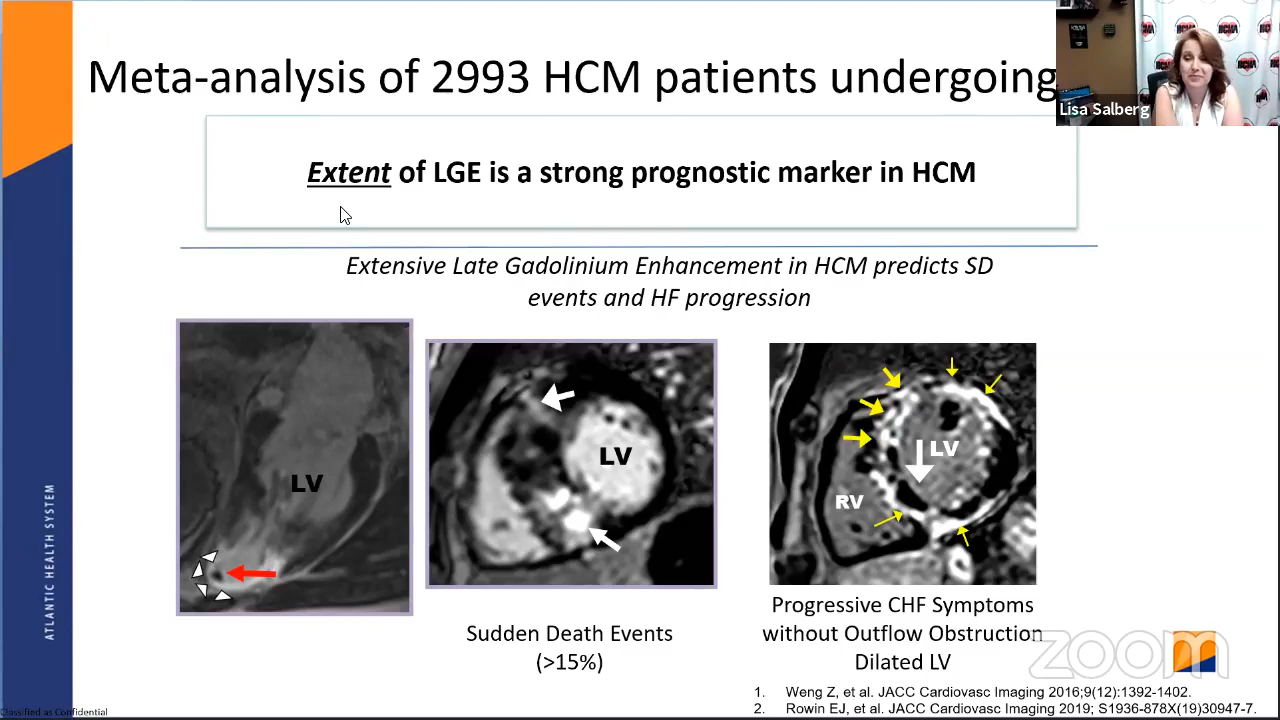 Meta-analysis of 2993 HCM patients undergoing
Lisa Salberg
Extent of LGE is a strong prognostic marker in HCM
Extensive Late Gadolinium Enhancement in HCM predicts SD
events and HF progression
LV
LV
LV
RV
Sudden Death Events
(>15%)
Progressive CHF Symptoms
without Outflow Obstruction
Dilated LV
zoom
1. Weng Z, et al. JACC Cardiovasc Imaging 2016;9(12):1392-1402.
2. Rowin EJ, et al. JACC Cardiovasc Imaging 2019; S1936-878X(19)30947-7.
ATLANTIC HEALTH SYSTEM
Classified as Confidential
HCMA